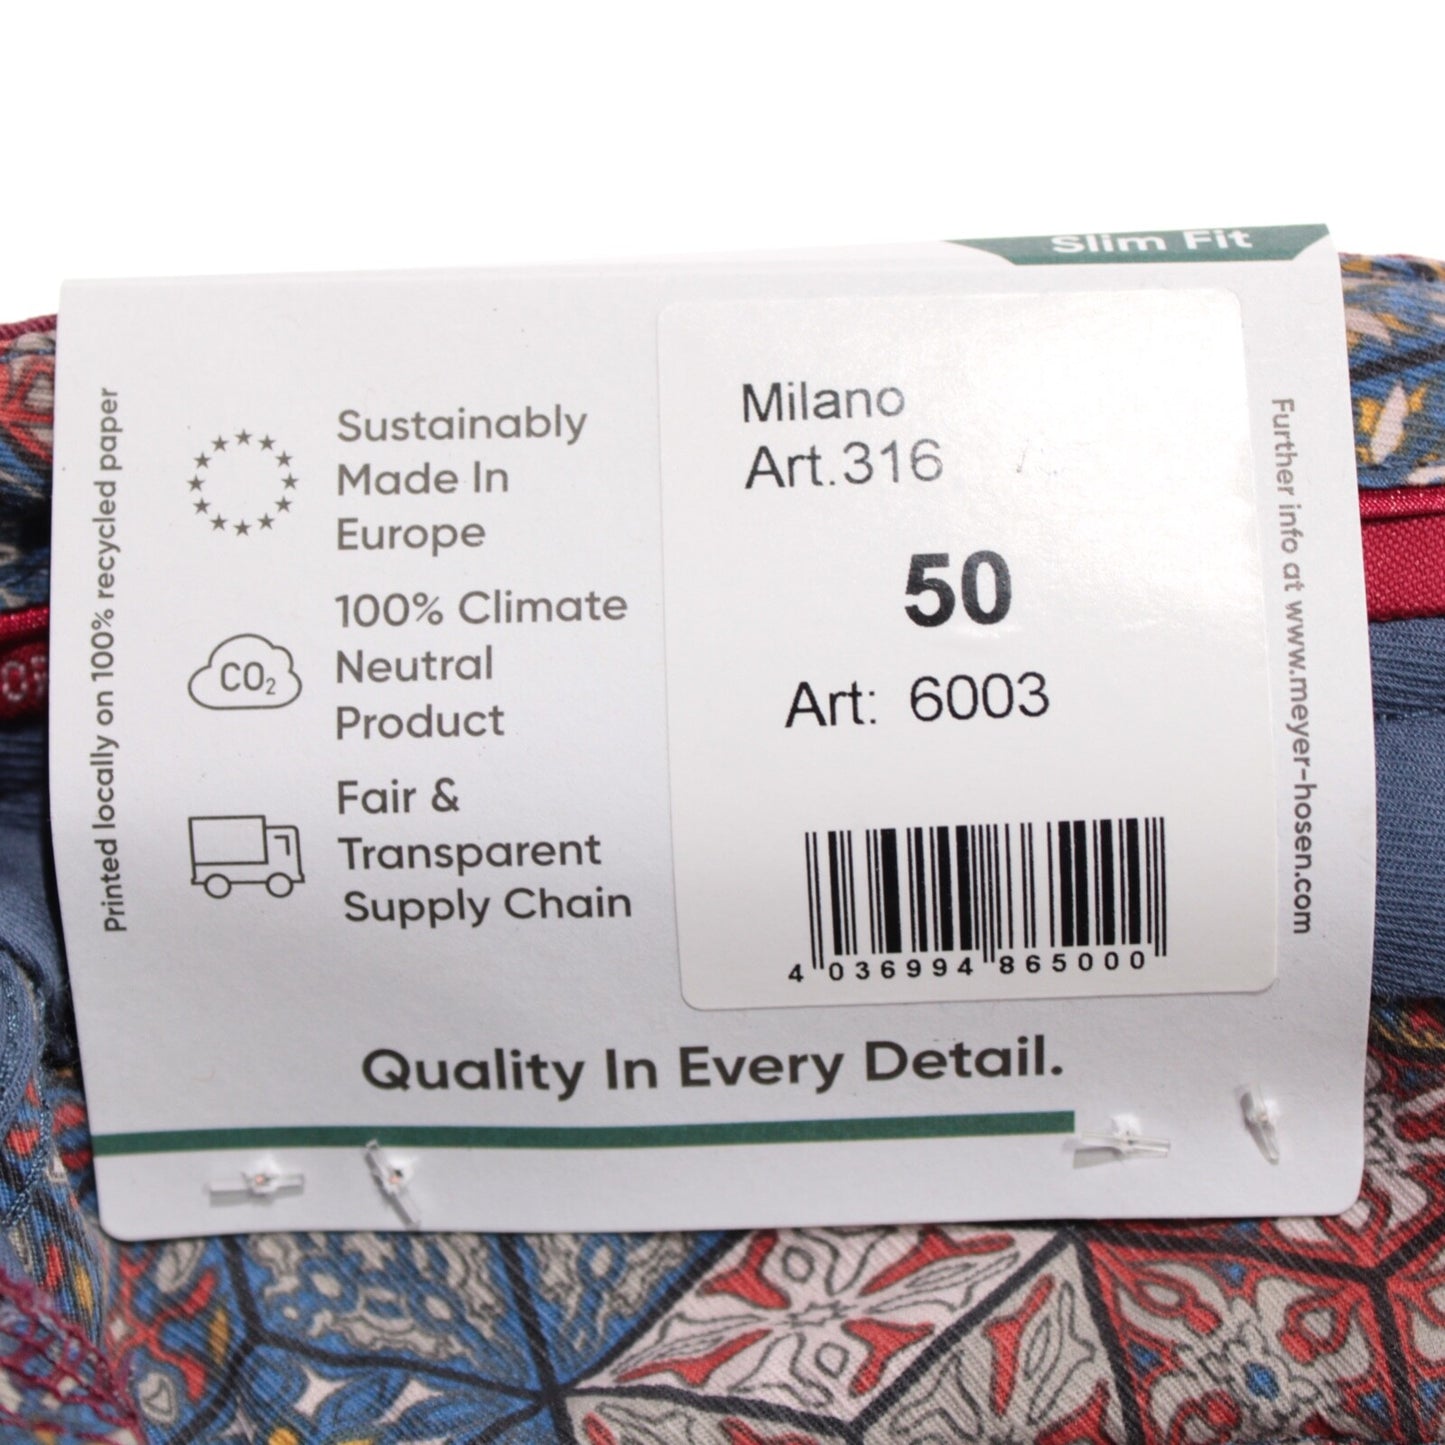 Slim Fit
Printed locally on 100% recycled paper
Sustainably
Made In
Europe
CO₂
100% Climate
Neutral
Product
Fair &
Transparent
Supply Chain
Milano
Art.316
50
Art: 6003
4 036994 865000
Further info at www.meyer-hosen.com
Quality In Every Detail.